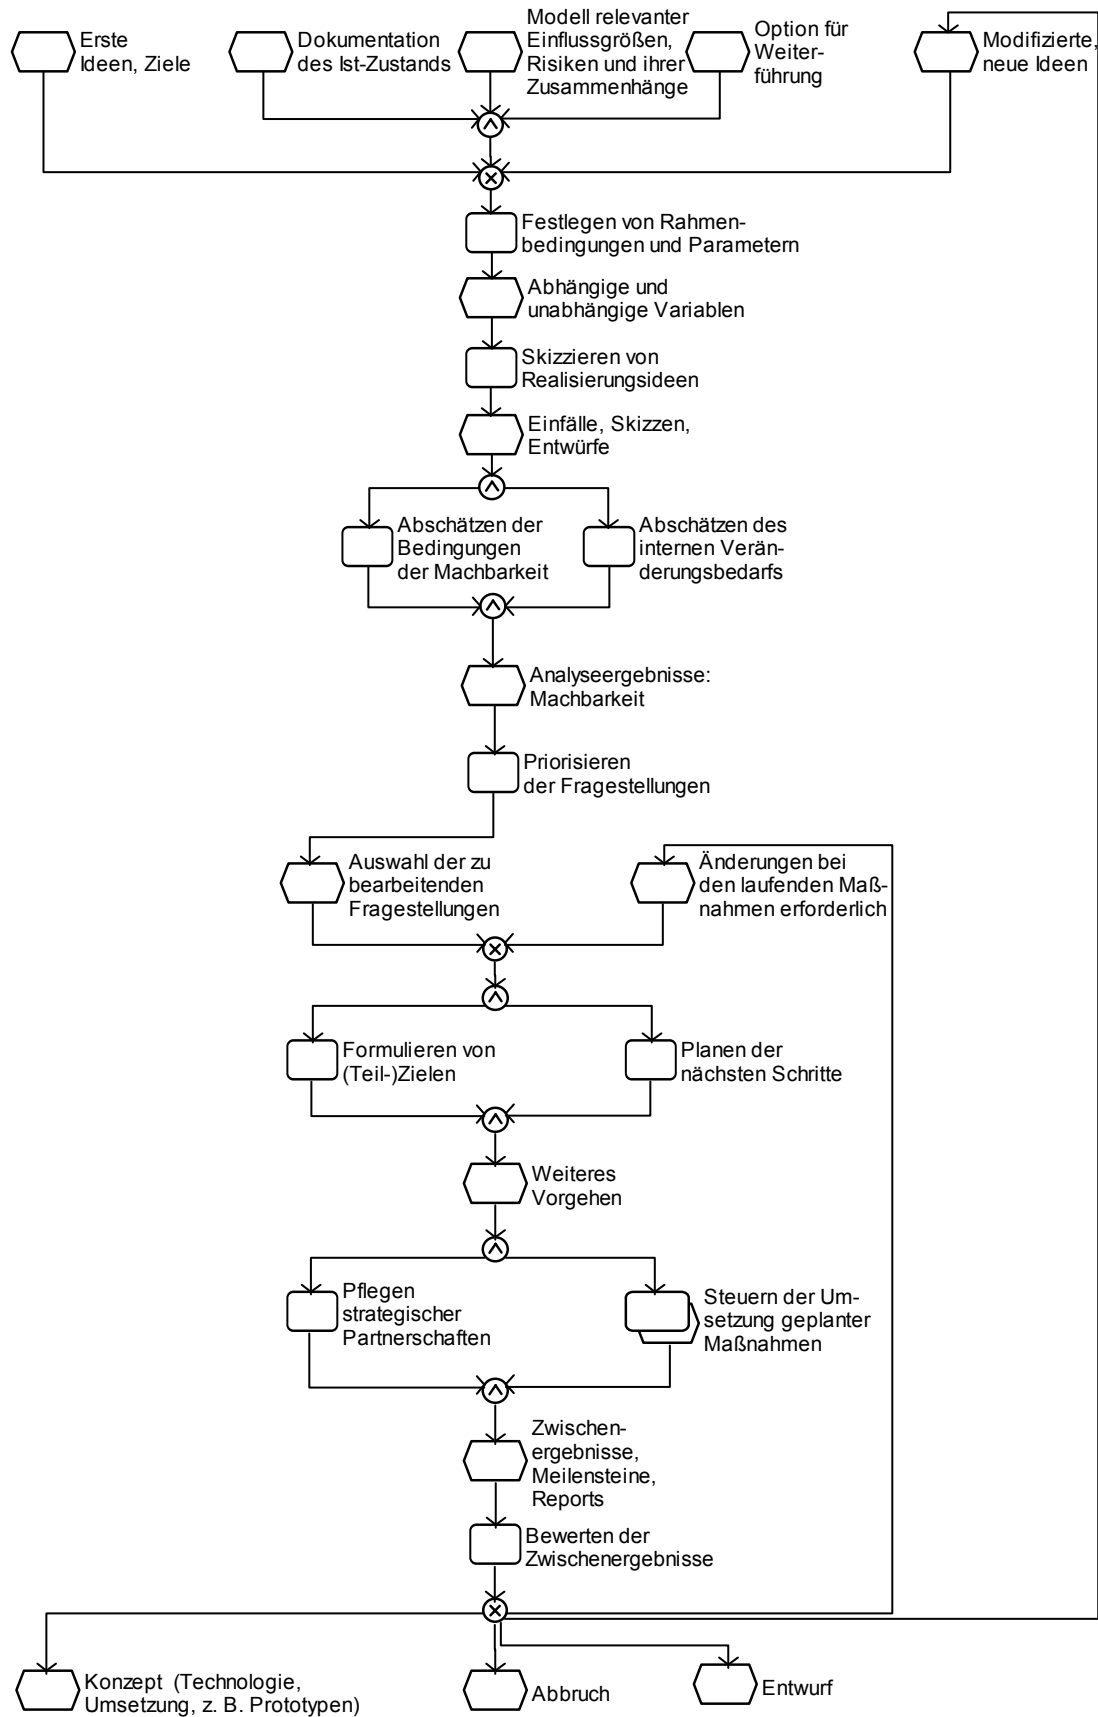 Erste
Ideen, Ziele
Dokumentation
des Ist-Zustands
Modell relevanter
Einflussgrößen,
Risiken und ihrer
Zusammenhänge
Option für
Weiter-
führung
Modifizierte,
neue Ideen
Festlegen von Rahmen-
bedingungen und Parametern
Abhängige und
unabhängige Variablen
Skizzieren von
Realisierungsideen
Einfälle, Skizzen,
Entwürfe
Abschätzen der
Bedingungen
der Machbarkeit
Abschätzen des
internen Verän-
derungsbedarfs
Analyseergebnisse:
Machbarkeit
Priorisieren
der Fragestellungen
Auswahl der zu
bearbeitenden
Fragestellungen
Änderungen bei
den laufenden Maß-
nahmen erforderlich
Formulieren von
(Teil-)Zielen
Planen der
nächsten Schritte
Weiteres
Vorgehen
Pflegen
strategischer
Partnerschaften
Steuern der Um-
setzung geplanter
Maßnahmen
Zwischen-
ergebnisse,
Meilensteine,
Reports
Bewerten der
Zwischenergebnisse
Konzept (Technologie,
Umsetzung, z. B. Prototypen)
Abbruch
Entwurf